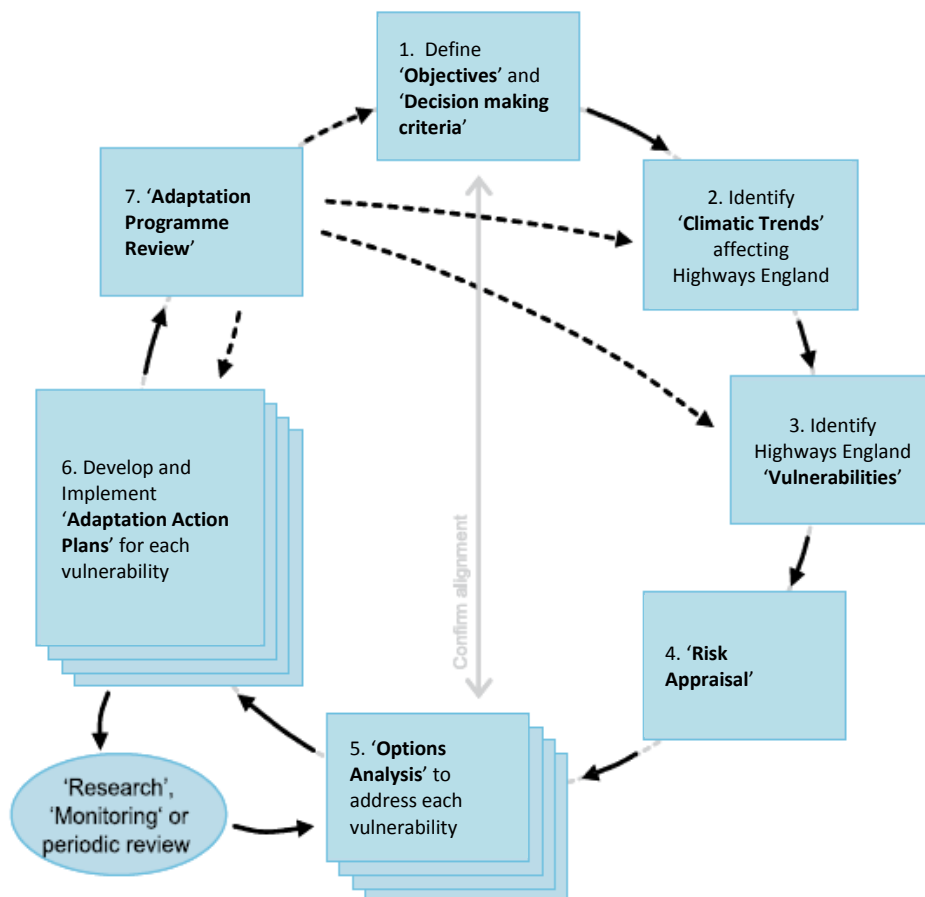 1. Define
‘Objectives’ and
‘Decision making
criteria’
2. Identify
‘Climatic Trends’
affecting
Highways England
3. Identify
Highways England
‘Vulnerabilities’
4. ‘Risk
Appraisal’
5. ‘Options
Analysis’ to
address each
vulnerability
6. Develop and
Implement
‘Adaptation Action
Plans’ for each
vulnerability
7. ‘Adaptation
Programme
Review’
‘Research’,
‘Monitoring‘ or
periodic review
Confirm alignment